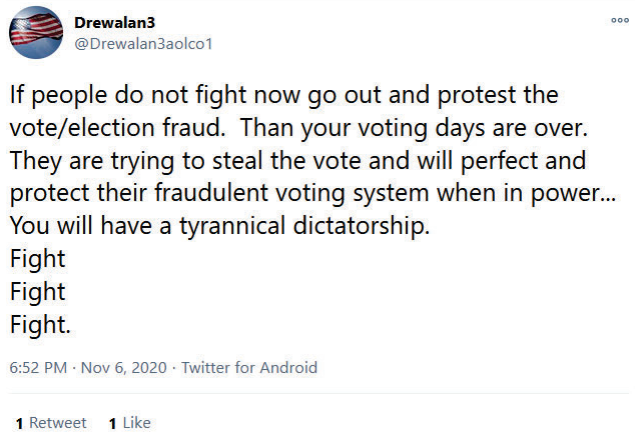 Drewalan3
@Drewalan3aolco1
If people do not fight now go out and protest the
vote/election fraud.  Than your voting days are over.
They are trying to steal the vote and will perfect and
protect their fraudulent voting system when in power...
You will have a tyrannical dictatorship.
Fight
Fight
Fight.
6:52 PM · Nov 6, 2020 · Twitter for Android
1 Retweet 1 Like